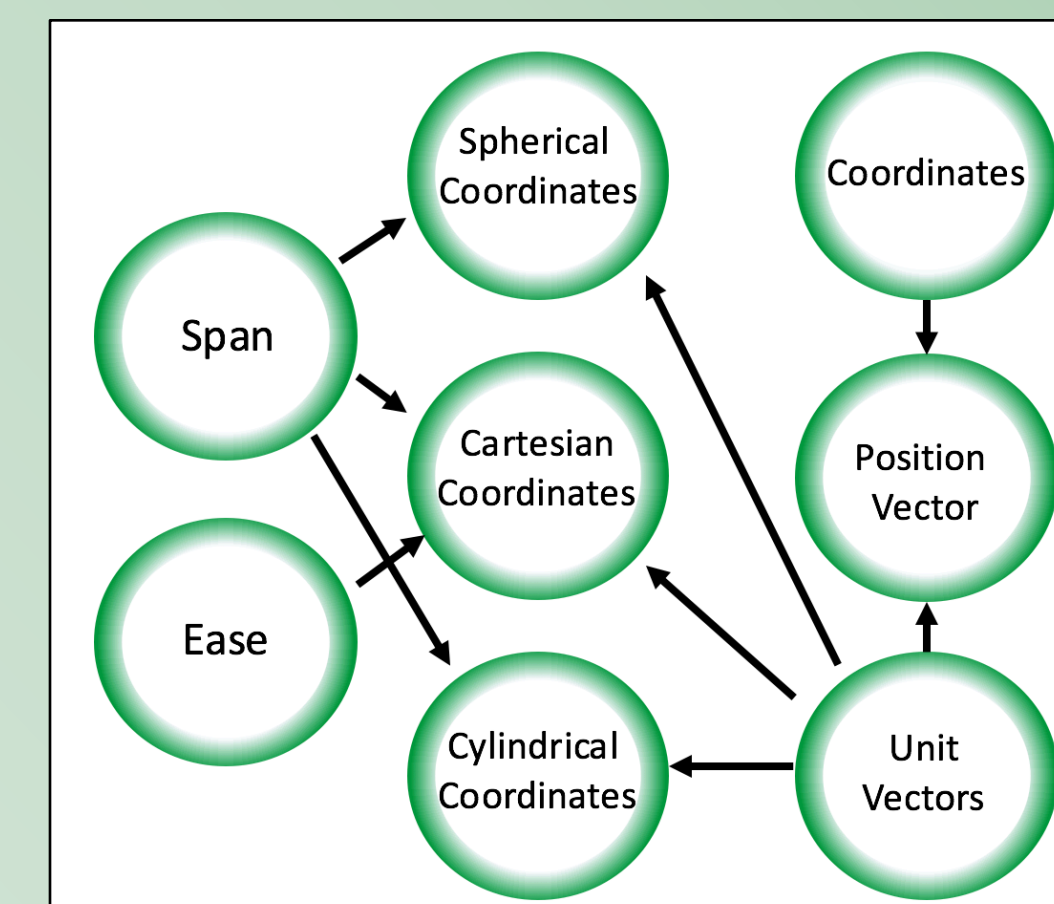 Spherical
Coordinates
Coordinates
Span
Cartesian
Coordinates
Position
Vector
Ease
Cylindrical
Coordinates
Unit
Vectors